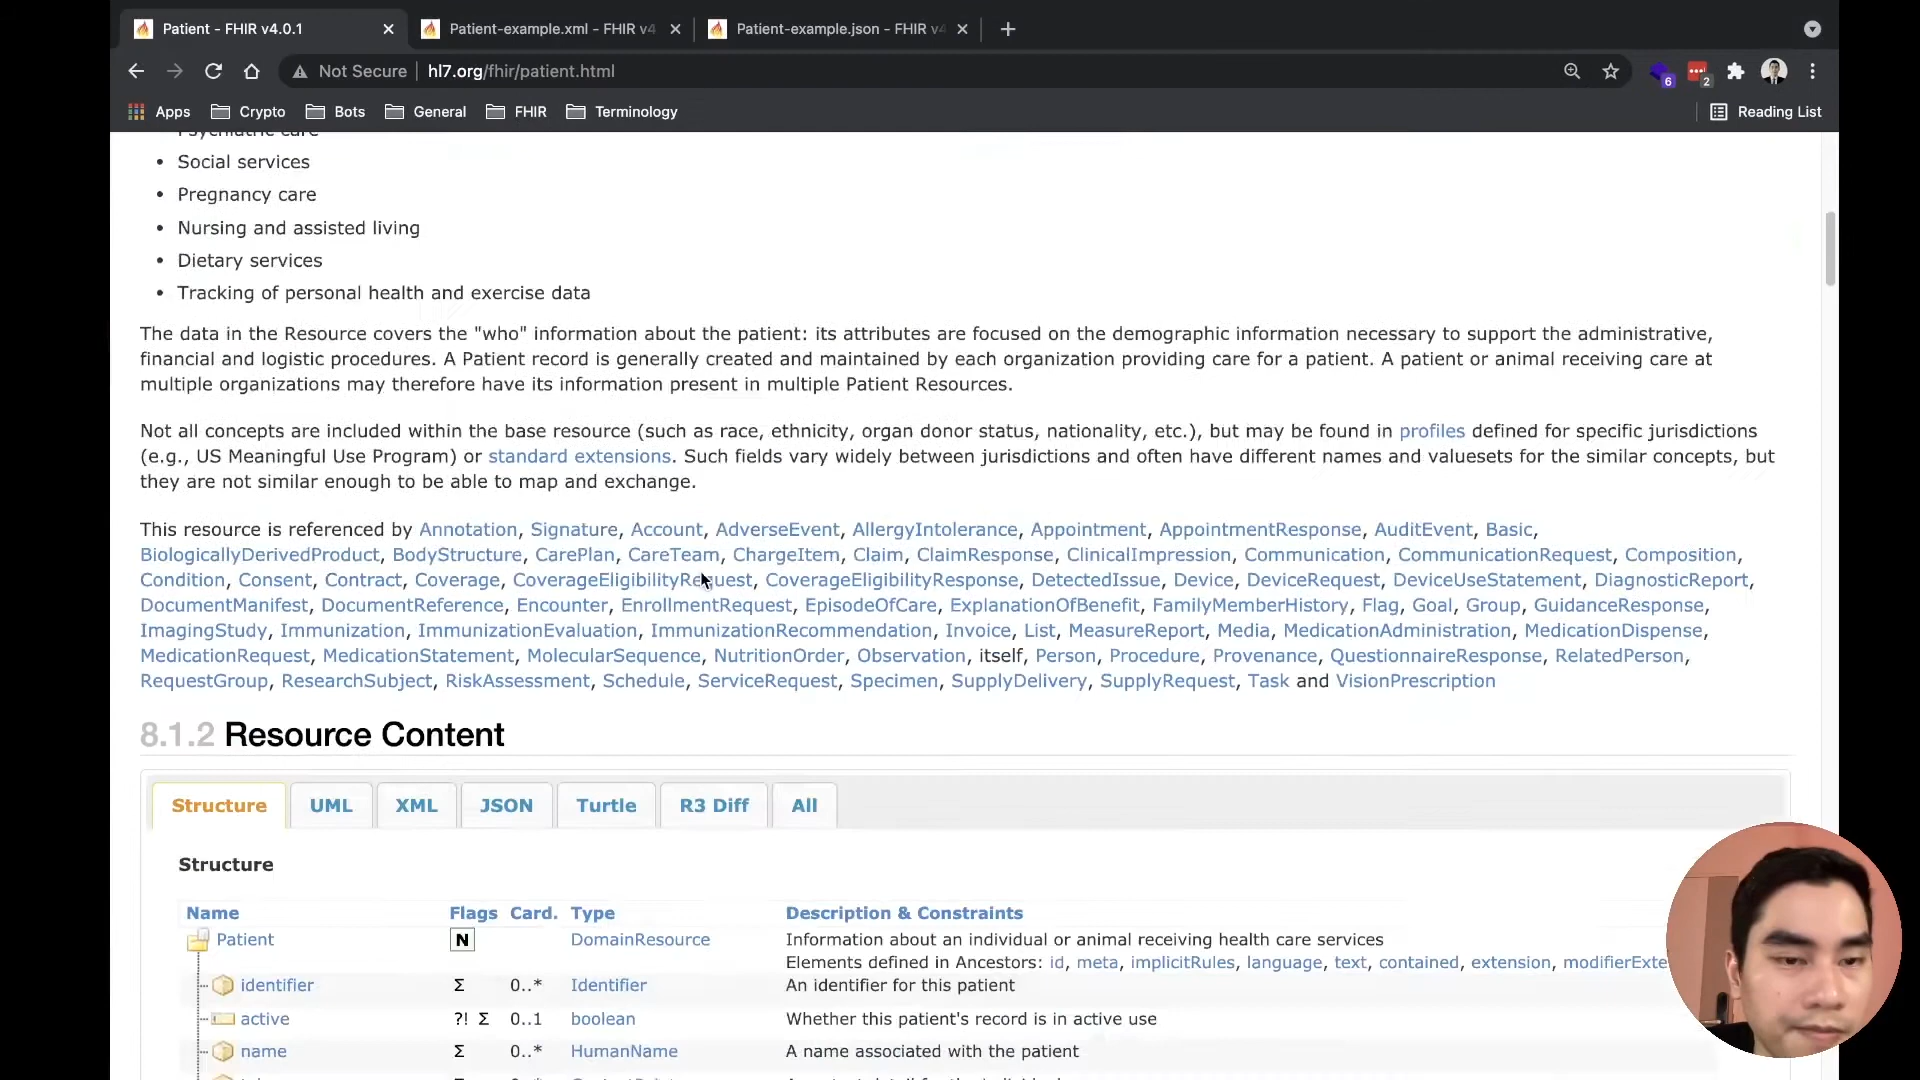 Patient - FHIR v4.0.1
Patient-example.xml - FHIR v4
Patient-example.json - FHIR v4
Not Secure
hl7.org/fhir/patient.html
6
2
Apps
Crypto
Bots
General
FHIR
Terminology
Reading List
Psychiatric care
• Social services
• Pregnancy care
• Nursing and assisted living
• Dietary services
• Tracking of personal health and exercise data
The data in the Resource covers the "who" information about the patient: its attributes are focused on the demographic information necessary to support the administrative,
financial and logistic procedures. A Patient record is generally created and maintained by each organization providing care for a patient. A patient or animal receiving care at
multiple organizations may therefore have its information present in multiple Patient Resources.
Not all concepts are included within the base resource (such as race, ethnicity, organ donor status, nationality, etc.), but may be found in profiles defined for specific jurisdictions
(e.g., US Meaningful Use Program) or standard extensions. Such fields vary widely between jurisdictions and often have different names and valuesets for the similar concepts, but
they are not similar enough to be able to map and exchange.
This resource is referenced by Annotation, Signature, Account, AdverseEvent, AllergyIntolerance, Appointment, AppointmentResponse, AuditEvent, Basic,
BiologicallyDerivedProduct, BodyStructure, CarePlan, CareTeam, ChargeItem, Claim, ClaimResponse, ClinicalImpression, Communication, CommunicationRequest, Composition,
Condition, Consent, Contract, Coverage, CoverageEligibilityRequest, CoverageEligibilityResponse, DetectedIssue, Device, DeviceRequest, DeviceUseStatement, DiagnosticReport,
DocumentManifest, DocumentReference, Encounter, EnrollmentRequest, EpisodeOfCare, ExplanationOfBenefit, FamilyMemberHistory, Flag, Goal, Group, GuidanceResponse,
ImagingStudy, Immunization, ImmunizationEvaluation, ImmunizationRecommendation, Invoice, List, MeasureReport, Media, MedicationAdministration, MedicationDispense,
MedicationRequest, MedicationStatement, MolecularSequence, NutritionOrder, Observation, itself, Person, Procedure, Provenance, QuestionnaireResponse, RelatedPerson,
RequestGroup, ResearchSubject, RiskAssessment, Schedule, ServiceRequest, Specimen, SupplyDelivery, SupplyRequest, Task and VisionPrescription
8.1.2 Resource Content
Structure UML XML JSON Turtle R3 Diff All
Structure
Name Flags Card. Type Description & Constraints
Patient N DomainResource Information about an individual or animal receiving health care services
Elements defined in Ancestors: id, meta, implicitRules, language, text, contained, extension, modifierExte
identifier Σ 0..* Identifier An identifier for this patient
active ?! Σ 0..1 boolean Whether this patient's record is in active use
name Σ 0..* HumanName A name associated with the patient